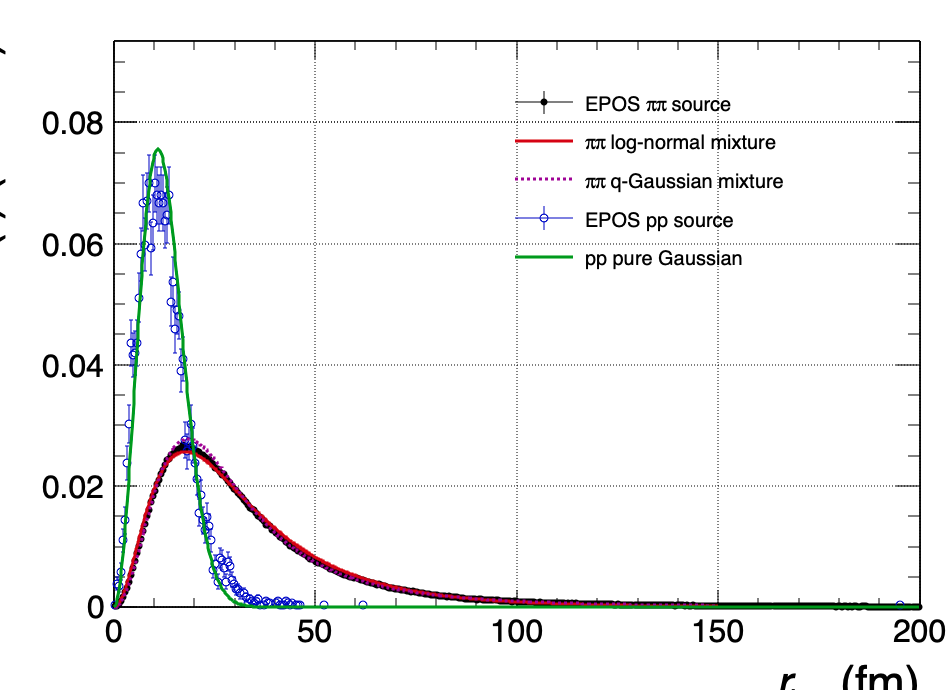 0.08
0.06
0.04
0.02
0
EPOS ππ source
ππ log-normal mixture
ππ q-Gaussian mixture
EPOS pp source
pp pure Gaussian
0 50 100 150 200
(fm)